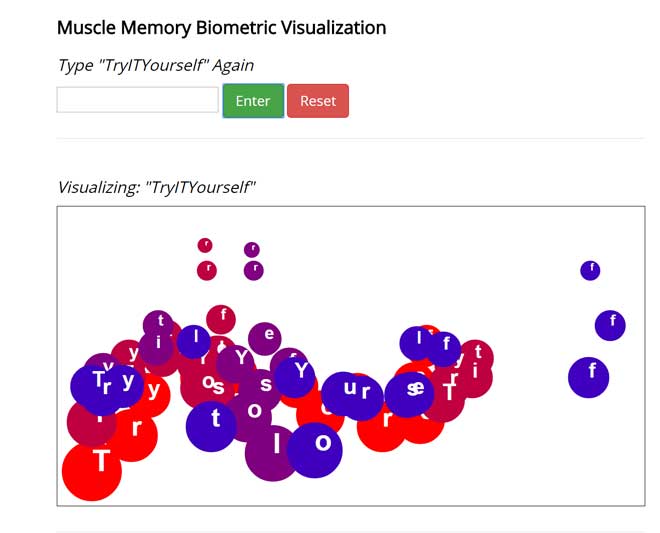 Muscle Memory Biometric Visualization
Type "TryITYourself" Again
Enter Reset
Visualizing: "TryITYourself"
r r
r r f
f f
t l
i e l f
y Y t
T r y y Y f
o s s u r s e T r i
r t o r
T l o